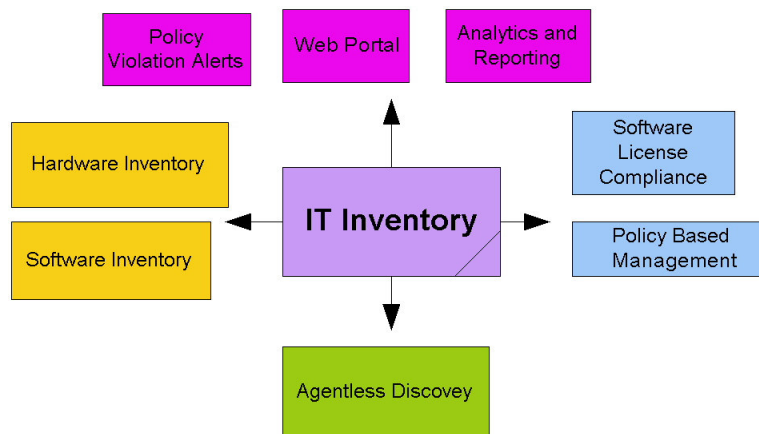 Policy
Violation Alerts
Web Portal
Analytics and
Reporting
Hardware Inventory
Software Inventory
IT Inventory
Software
License
Compliance
Policy Based
Management
Agentless Discovey